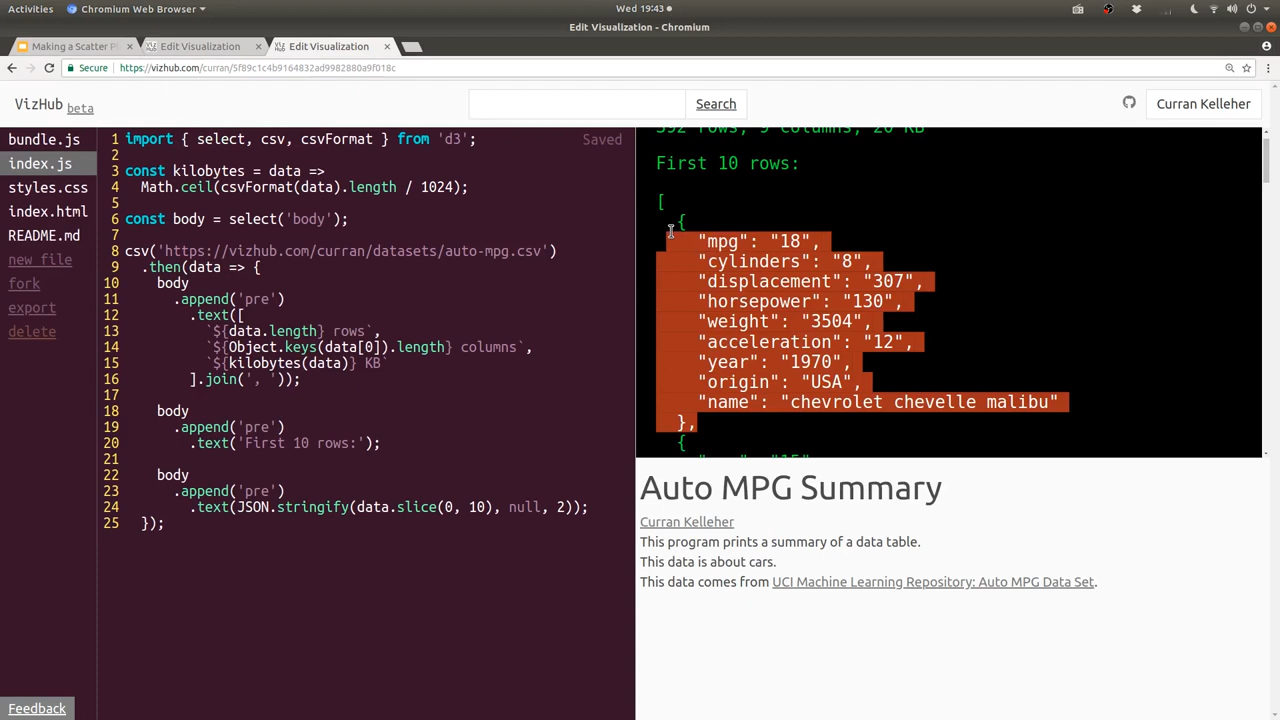 Activities Chromium Web Browser Wed 19:43
Edit Visualization - Chromium
Making a Scatter Pl Edit Visualization Edit Visualization
Secure https://vizhub.com/curran/5f89c1c4b9164832ad9982880a9f018c
VizHub beta Search Curran Kelleher
bundle.js
index.js
styles.css
index.html
README.md
new file
fork
export
delete
Feedback
Saved
1 import { select, csv, csvFormat } from 'd3';
2
3 const kilobytes = data =>
4 Math.ceil(csvFormat(data).length / 1024);
5
6 const body = select('body');
7
8 csv('https://vizhub.com/curran/datasets/auto-mpg.csv')
9 .then(data => {
10 body
11 .append('pre')
12 .text([
13 `${data.length} rows`,
14 `${Object.keys(data[0]).length} columns`,
15 `${kilobytes(data)} KB`
16 ].join(', '));
17
18 body
19 .append('pre')
20 .text('First 10 rows:');
21
22 body
23 .append('pre')
24 .text(JSON.stringify(data.slice(0, 10), null, 2));
25 });
392 rows, 9 columns, 20 KB
First 10 rows:
[
{
"mpg": "18",
"cylinders": "8",
"displacement": "307",
"horsepower": "130",
"weight": "3504",
"acceleration": "12",
"year": "1970",
"origin": "USA",
"name": "chevrolet chevelle malibu"
},
{
Auto MPG Summary
Curran Kelleher
This program prints a summary of a data table.
This data is about cars.
This data comes from UCI Machine Learning Repository: Auto MPG Data Set.